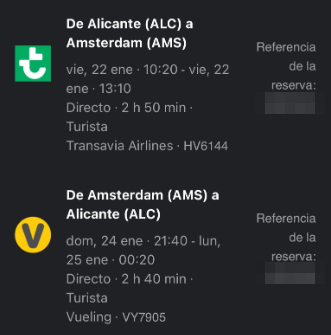 De Alicante (ALC) a
Amsterdam (AMS)
vie, 22 ene · 10:20 - vie, 22
ene · 13:10
Directo · 2 h 50 min ·
Turista
Transavia Airlines · HV6144
Referencia
de la
reserva:
De Amsterdam (AMS) a
Alicante (ALC)
dom, 24 ene · 21:40 - lun,
25 ene · 00:20
Directo · 2 h 40 min ·
Turista
Vueling · VY7905
Referencia
de la
reserva: